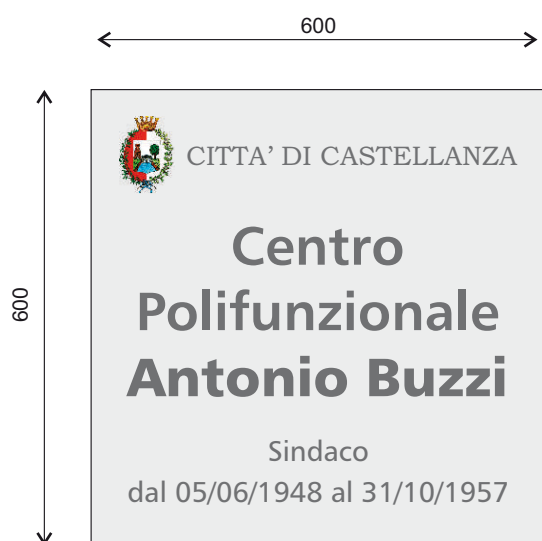 600
600
CITTA' DI CASTELLANZA
Centro
Polifunzionale
Antonio Buzzi
Sindaco
dal 05/06/1948 al 31/10/1957